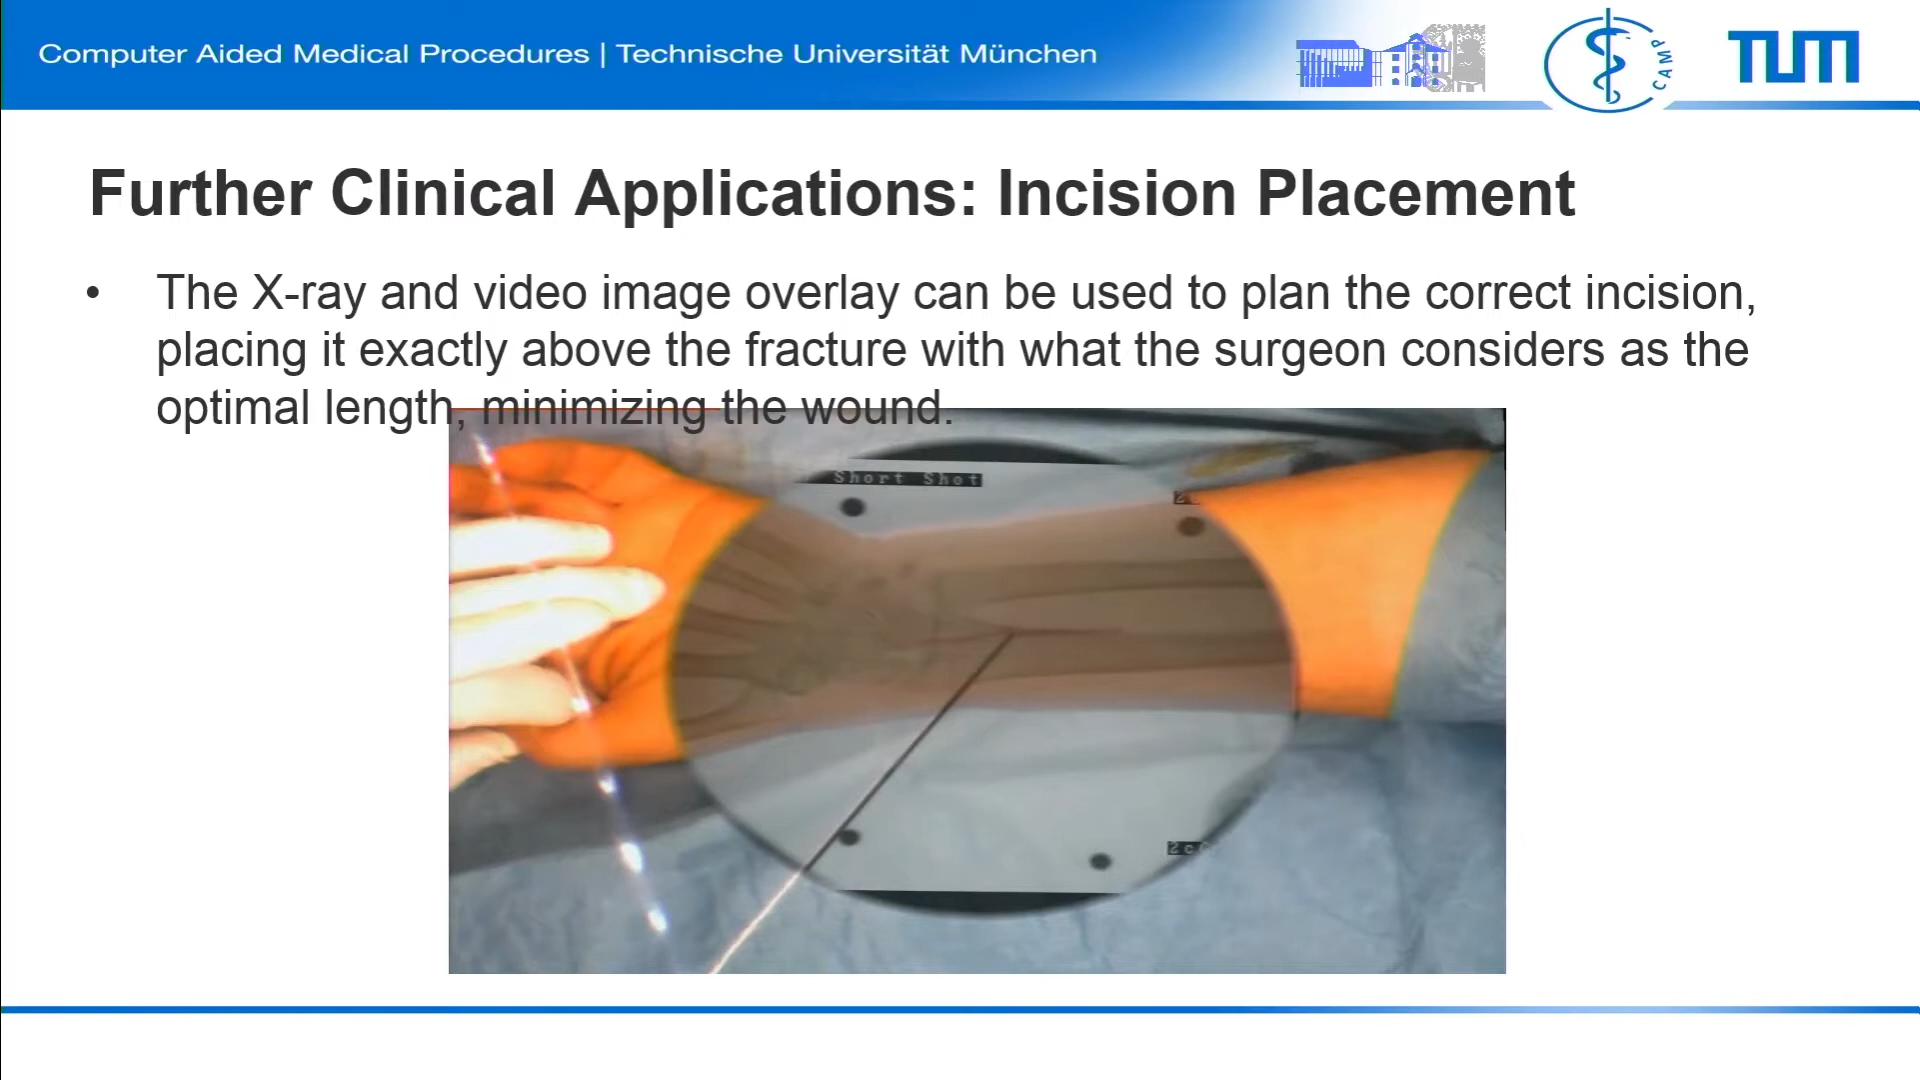 Computer Aided Medical Procedures | Technische Universität München
CAMP
TUM
Further Clinical Applications: Incision Placement
• The X-ray and video image overlay can be used to plan the correct incision,
placing it exactly above the fracture with what the surgeon considers as the
optimal length, minimizing the wound.
Short Shot